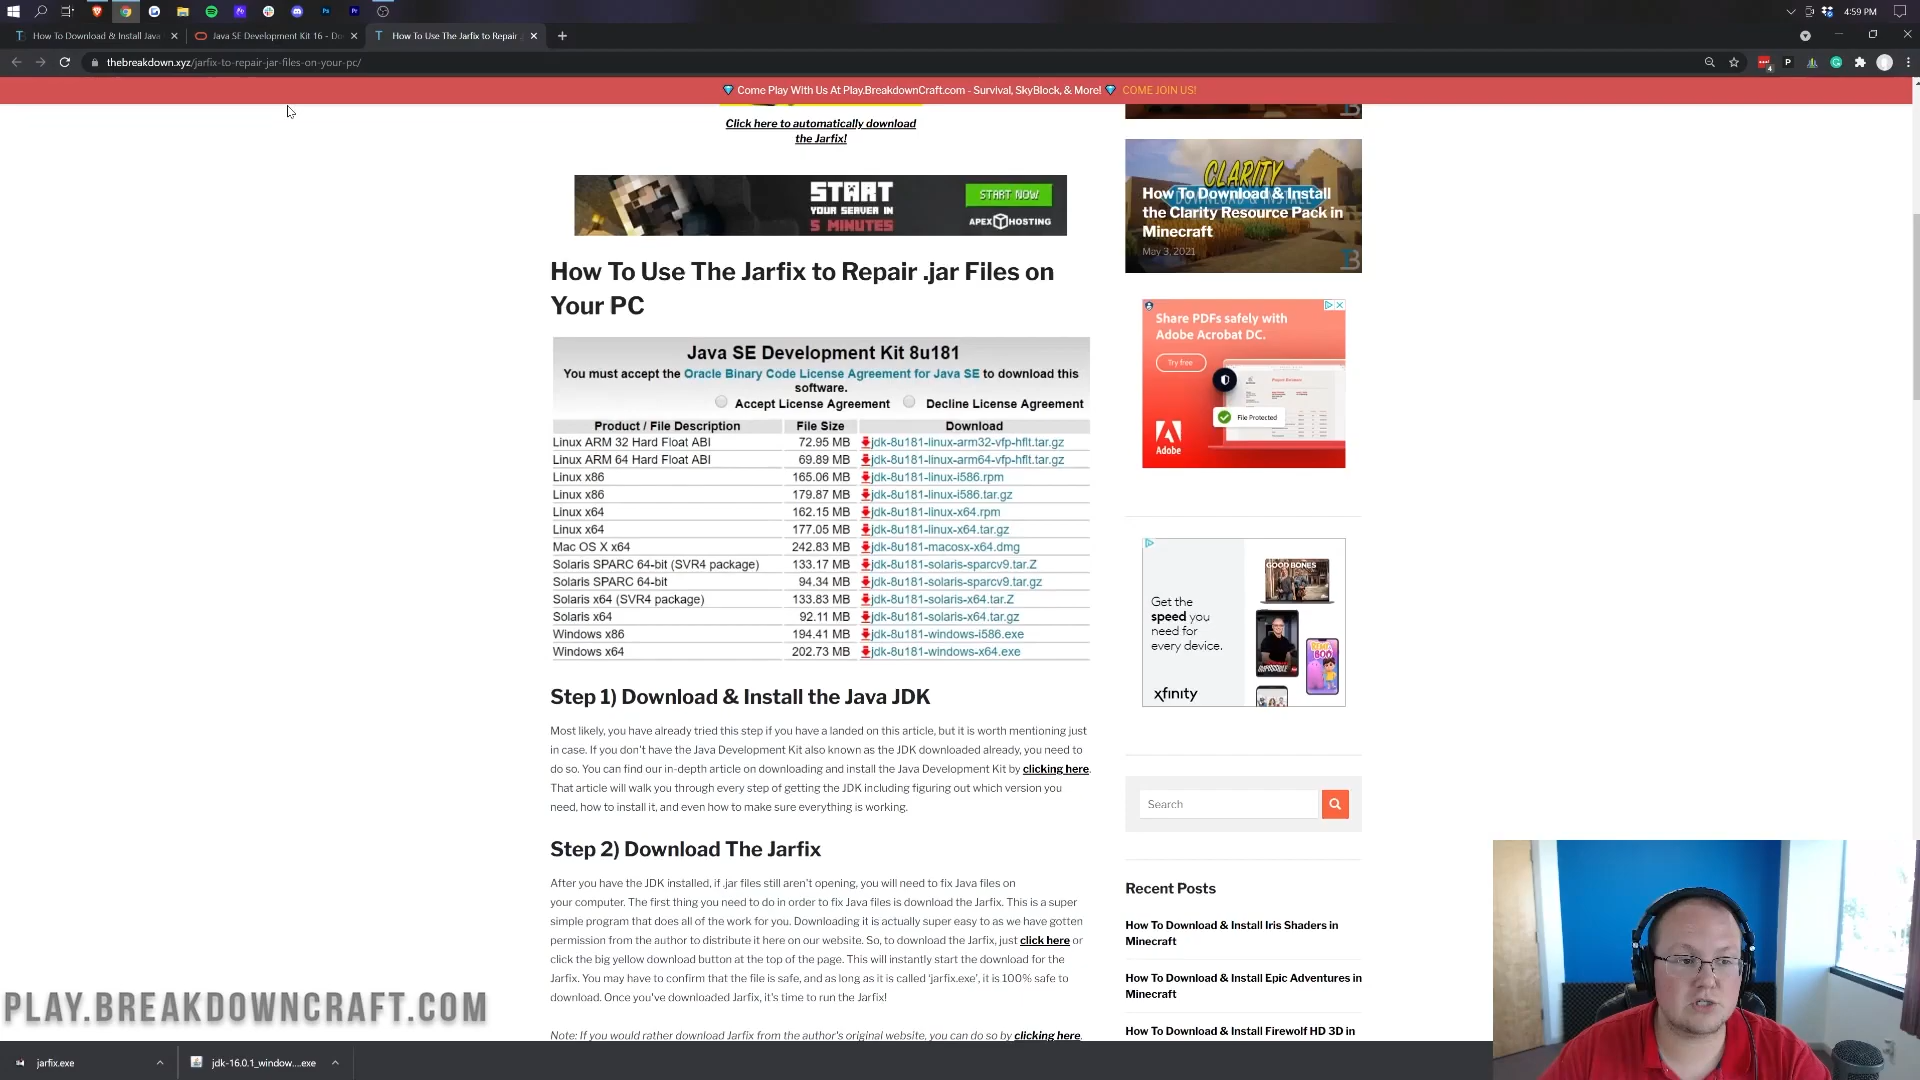 4:59 PM
How To Download & Install Java
Java SE Development Kit 16 - Do
How To Use The Jarfix to Repair
thebreakdown.xyz/jarfix-to-repair-jar-files-on-your-pc/
Come Play With Us At Play.BreakdownCraft.com - Survival, SkyBlock, & More! COME JOIN US!
Click here to automatically download
the Jarfix!
START
YOUR SERVER IN
5 MINUTES
START NOW
APEX HOSTING
How To Use The Jarfix to Repair .jar Files on
Your PC
Java SE Development Kit 8u181
You must accept the Oracle Binary Code License Agreement for Java SE to download this
software.
Accept License Agreement Decline License Agreement
Product / File Description File Size Download
Linux ARM 32 Hard Float ABI 72.95 MB jdk-8u181-linux-arm32-vfp-hflt.tar.gz
Linux ARM 64 Hard Float ABI 69.89 MB jdk-8u181-linux-arm64-vfp-hflt.tar.gz
Linux x86 165.06 MB jdk-8u181-linux-i586.rpm
Linux x86 179.87 MB jdk-8u181-linux-i586.tar.gz
Linux x64 162.15 MB jdk-8u181-linux-x64.rpm
Linux x64 177.05 MB jdk-8u181-linux-x64.tar.gz
Mac OS X x64 242.83 MB jdk-8u181-macosx-x64.dmg
Solaris SPARC 64-bit (SVR4 package) 133.17 MB jdk-8u181-solaris-sparcv9.tar.Z
Solaris SPARC 64-bit 94.34 MB jdk-8u181-solaris-sparcv9.tar.gz
Solaris x64 (SVR4 package) 133.83 MB jdk-8u181-solaris-x64.tar.Z
Solaris x64 92.11 MB jdk-8u181-solaris-x64.tar.gz
Windows x86 194.41 MB jdk-8u181-windows-i586.exe
Windows x64 202.73 MB jdk-8u181-windows-x64.exe
Step 1) Download & Install the Java JDK
Most likely, you have already tried this step if you have a landed on this article, but it is worth mentioning just
in case. If you don't have the Java Development Kit also known as the JDK downloaded already, you need to
do so. You can find our in-depth article on downloading and install the Java Development Kit by clicking here.
That article will walk you through every step of getting the JDK including figuring out which version you
need, how to install it, and even how to make sure everything is working.
Step 2) Download The Jarfix
After you have the JDK installed, if .jar files still aren't opening, you will need to fix Java files on
your computer. The first thing you need to do in order to fix Java files is download the Jarfix. This is a super
simple program that does all of the work for you. Downloading it is actually super easy to as we have gotten
permission from the author to distribute it here on our website. So, to download the Jarfix, just click here or
click the big yellow download button at the top of the page. This will instantly start the download for the
Jarfix. You may have to confirm that the file is safe, and as long as it is called 'jarfix.exe', it is 100% safe to
download. Once you've downloaded Jarfix, it's time to run the Jarfix!
Note: If you would rather download Jarfix from the author's original website, you can do so by clicking here.
CLARITY
How To Download & Install
the Clarity Resource Pack in
Minecraft
May 3, 2021
Share PDFs safely with
Adobe Acrobat DC.
Try free
File Protected
Adobe
Get the
speed you
need for
every device.
xfinity
GOOD BONES
Search
Recent Posts
How To Download & Install Iris Shaders in
Minecraft
How To Download & Install Epic Adventures in
Minecraft
How To Download & Install Firewolf HD 3D in
PLAY.BREAKDOWNCRAFT.COM
jarfix.exe
jdk-16.0.1_window....exe